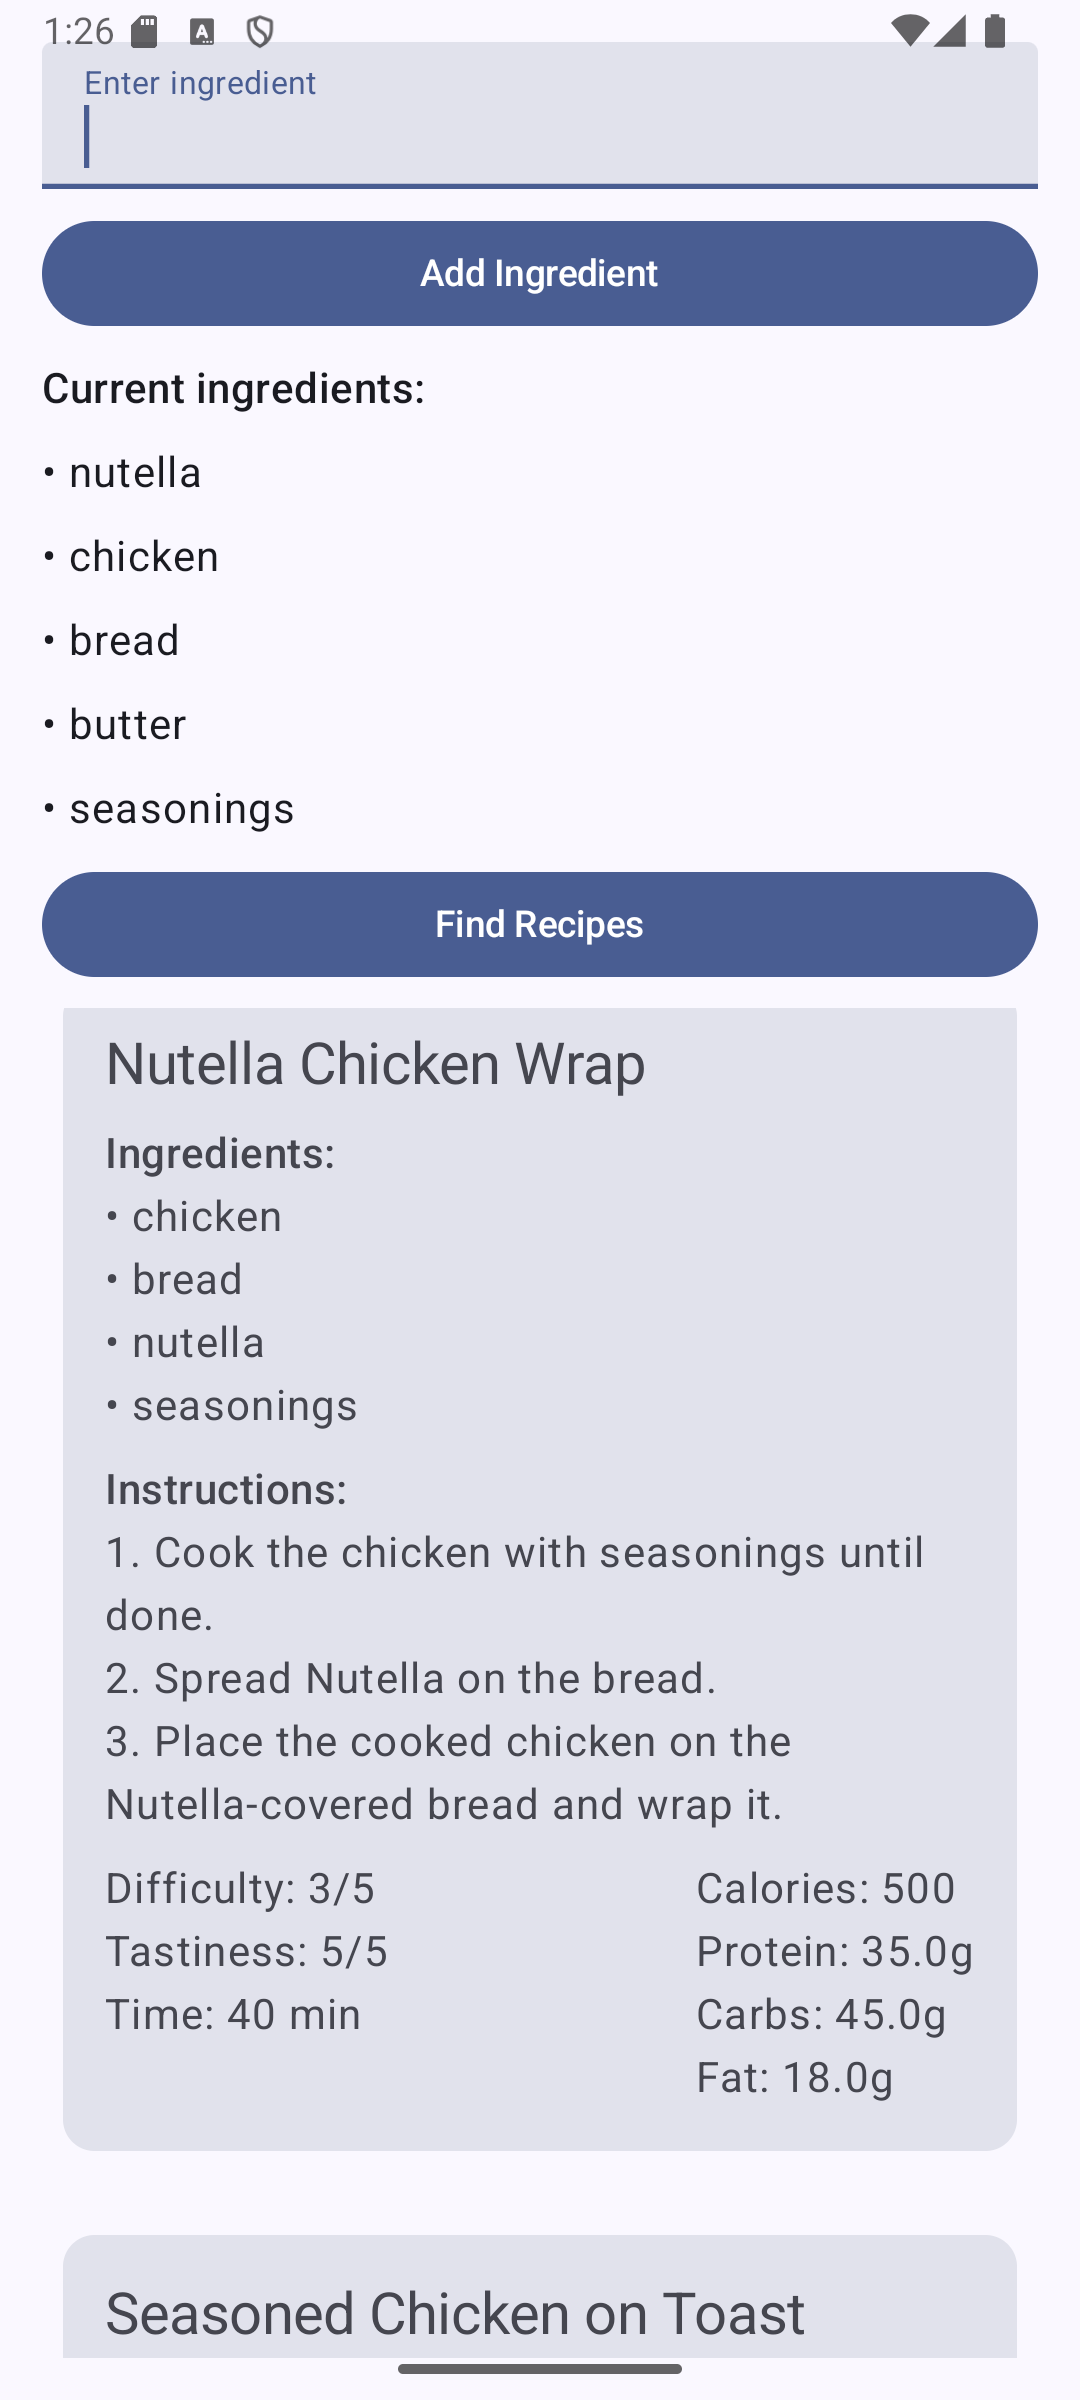 1:26
Enter ingredient
Add Ingredient
Current ingredients:
• nutella
• chicken
• bread
• butter
• seasonings
Find Recipes
Nutella Chicken Wrap
Ingredients:
• chicken
• bread
• nutella
• seasonings
Instructions:
1. Cook the chicken with seasonings until
done.
2. Spread Nutella on the bread.
3. Place the cooked chicken on the
Nutella-covered bread and wrap it.
Difficulty: 3/5
Tastiness: 5/5
Time: 40 min
Calories: 500
Protein: 35.0g
Carbs: 45.0g
Fat: 18.0g
Seasoned Chicken on Toast